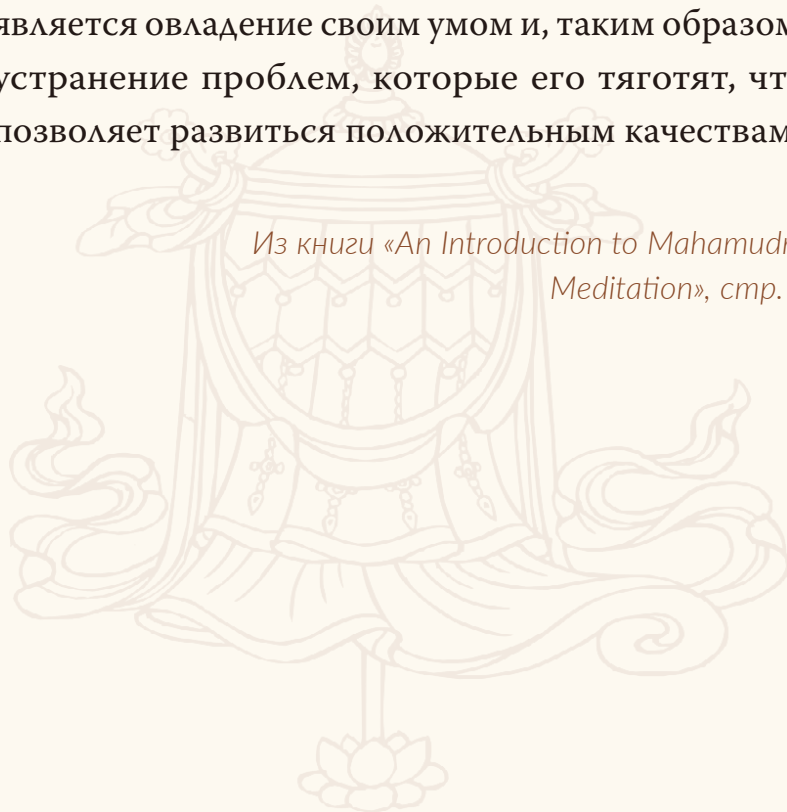 является овладение своим умом и, таким образом
устранение проблем, которые его тяготят, чт
позволяет развиться положительным качествам
Из книги «An Introduction to Mahamudr
Meditation», стр.